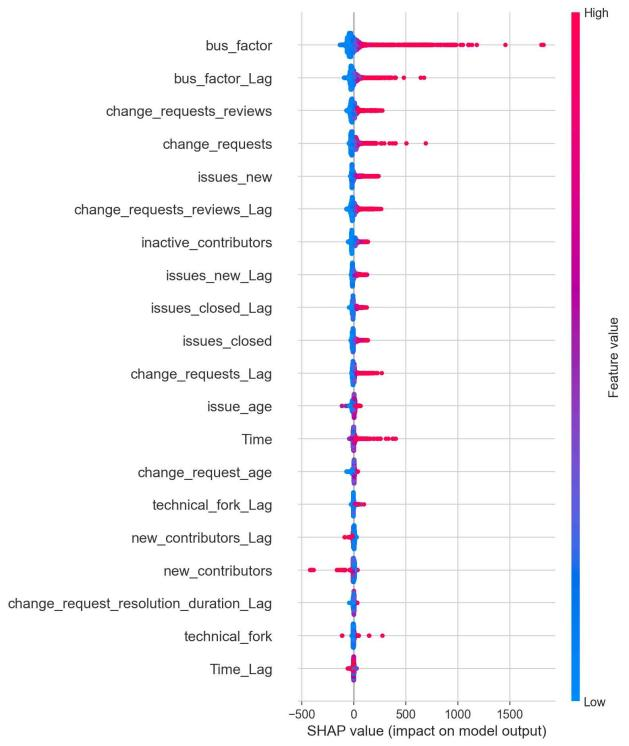 High
bus_factor
bus_factor_Lag
change_requests_reviews
change_requests
issues_new
change_requests_reviews_Lag
inactive_contributors
issues_new_Lag
issues_closed_Lag
issues_closed
change_requests_Lag
issue_age
Time
change_request_age
technical_fork_Lag
new_contributors_Lag
new_contributors
change_request_resolution_duration_Lag
technical_fork
Time_Lag
Feature value
Low
−500 0 500 1000 1500
SHAP value (impact on model output)